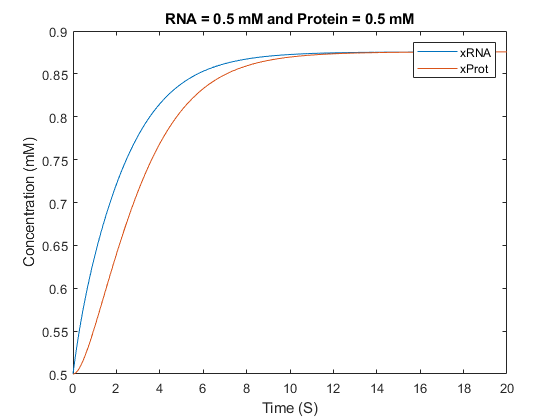 RNA = 0.5 mM and Protein = 0.5 mM
0.9
0.85
0.8
0.75
0.7
0.65
0.6
0.55
0.5
Concentration (mM)
xRNA
xProt
0 2 4 6 8 10 12 14 16 18 20
Time (S)